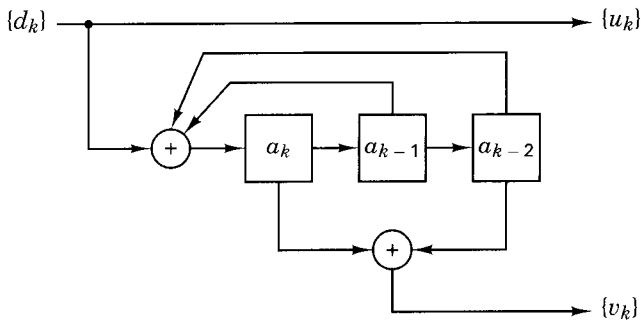 {d_k} {u_k}
+ a_k a_{k-1} a_{k-2}
+
{v_k}